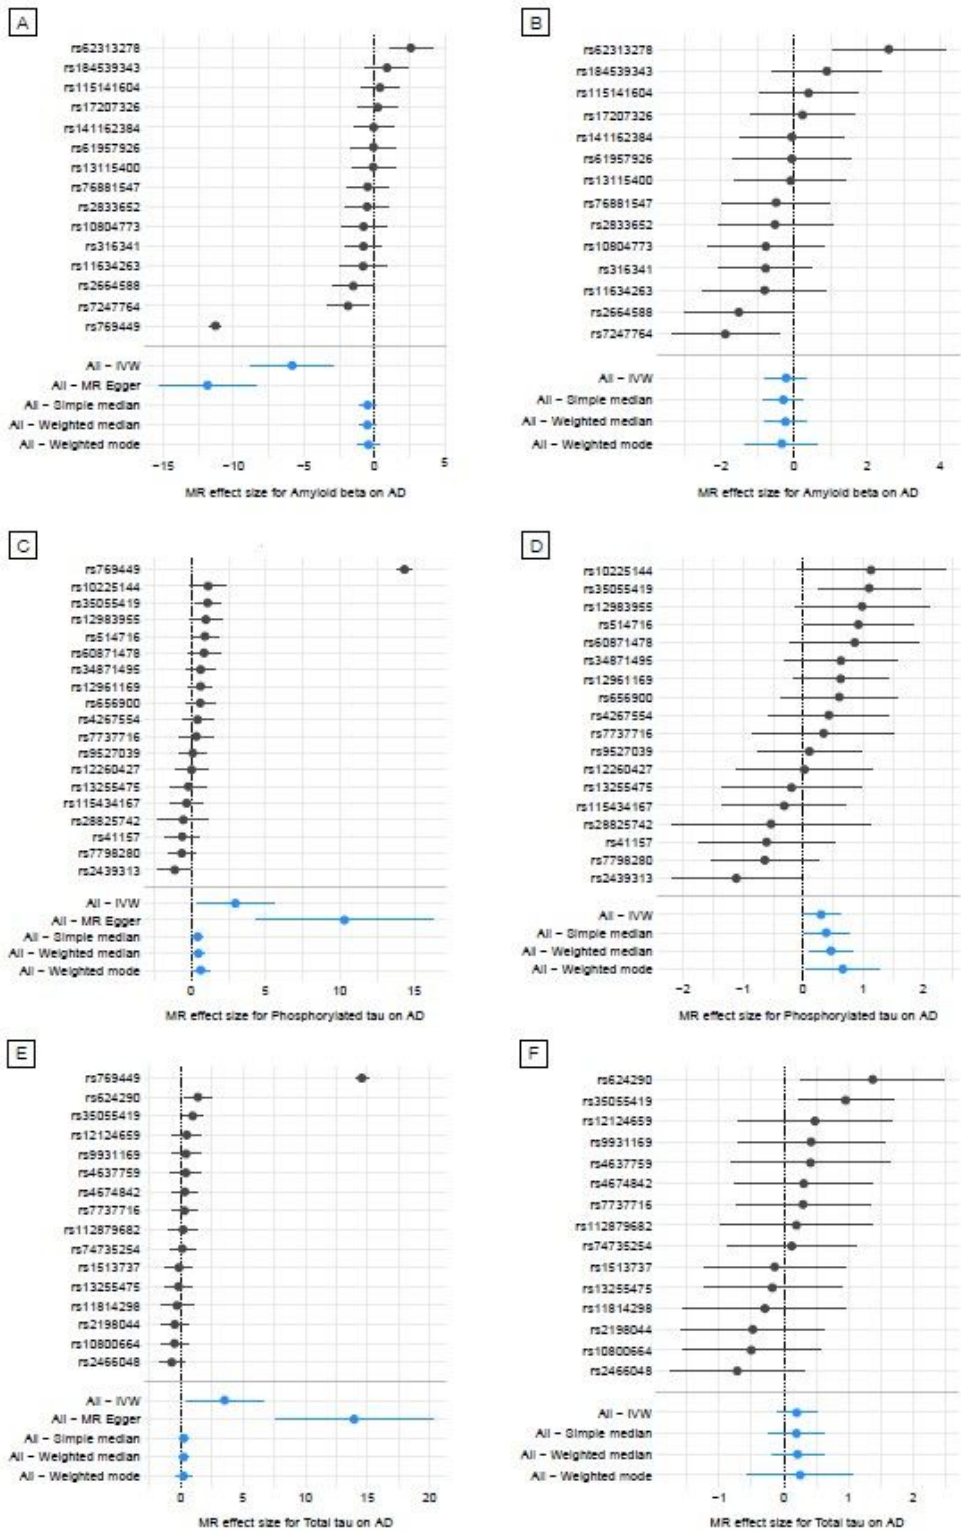 A
rs62313278
rs184539343
rs115141604
rs17207326
rs141162384
rs61957926
rs13115400
rs76881547
rs2833652
rs10804773
rs316341
rs11634263
rs2664588
rs7247764
rs769449
All – IVW
All – MR Egger
All – Simple median
All – Weighted median
All – Weighted mode
−15 −10 −5 0 5
MR effect size for Amyloid beta on AD
B
rs62313278
rs184539343
rs115141604
rs17207326
rs141162384
rs61957926
rs13115400
rs76881547
rs2833652
rs10804773
rs316341
rs11634263
rs2664588
rs7247764
All – IVW
All – Simple median
All – Weighted median
All – Weighted mode
−2 0 2 4
MR effect size for Amyloid beta on AD
C
rs769449
rs10225144
rs35055419
rs12983955
rs514716
rs60871478
rs34871495
rs12961169
rs656900
rs4267554
rs7737716
rs9527039
rs12260427
rs13255475
rs115434167
rs28825742
rs41157
rs7798280
rs2439313
All – IVW
All – MR Egger
All – Simple median
All – Weighted median
All – Weighted mode
0 5 10 15
MR effect size for Phosphorylated tau on AD
D
rs10225144
rs35055419
rs12983955
rs514716
rs60871478
rs34871495
rs12961169
rs656900
rs4267554
rs7737716
rs9527039
rs12260427
rs13255475
rs115434167
rs28825742
rs41157
rs7798280
rs2439313
All – IVW
All – Simple median
All – Weighted median
All – Weighted mode
−2 −1 0 1 2
MR effect size for Phosphorylated tau on AD
E
rs769449
rs624290
rs35055419
rs12124659
rs9931169
rs4637759
rs4674842
rs7737716
rs112879682
rs74735254
rs1513737
rs13255475
rs11814298
rs2198044
rs10800664
rs2466048
All – IVW
All – MR Egger
All – Simple median
All – Weighted median
All – Weighted mode
0 5 10 15 20
MR effect size for Total tau on AD
F
rs624290
rs35055419
rs12124659
rs9931169
rs4637759
rs4674842
rs7737716
rs112879682
rs74735254
rs1513737
rs13255475
rs11814298
rs2198044
rs10800664
rs2466048
All – IVW
All – Simple median
All – Weighted median
All – Weighted mode
−1 0 1 2
MR effect size for Total tau on AD